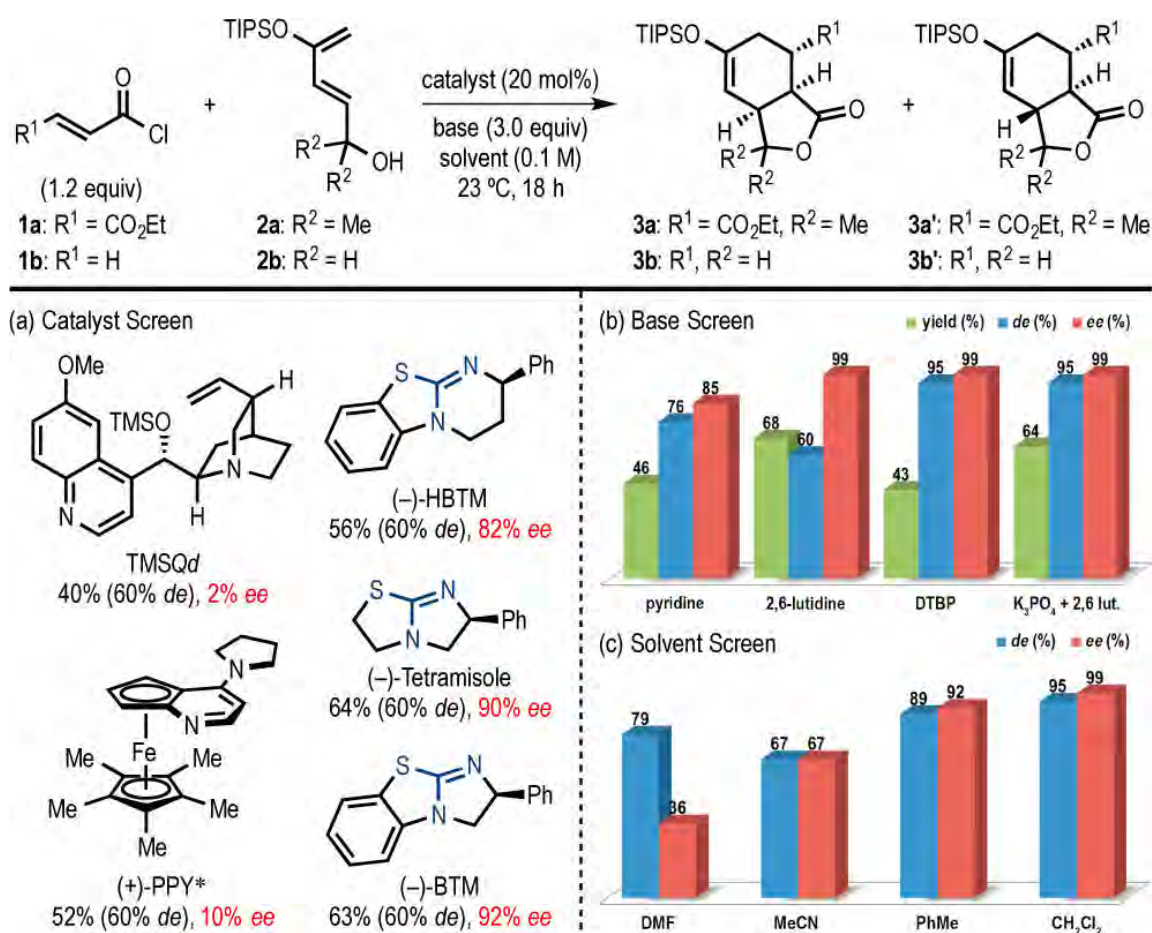 TIPSO
R¹
O
Cl
(1.2 equiv)
1a: R¹ = CO₂Et
1b: R¹ = H
+
R²
OH
R²
2a: R² = Me
2b: R² = H
catalyst (20 mol%)
base (3.0 equiv)
solvent (0.1 M)
23 ºC, 18 h
TIPSO
R¹
H
O
H
O
R²
R²
3a: R¹ = CO₂Et, R² = Me
3b: R¹, R² = H
+
TIPSO
R¹
H
O
H
O
R²
R²
3a': R¹ = CO₂Et, R² = Me
3b': R¹, R² = H
(a) Catalyst Screen
OMe
TMSO
H
N
N
H
TMSQd
40% (60% de), 2% ee
N
N
Fe
Me
Me
Me
Me
Me
(+)-PPY*
52% (60% de), 10% ee
S
N
Ph
N
(–)-HBTM
56% (60% de), 82% ee
S
N
Ph
N
(–)-Tetramisole
64% (60% de), 90% ee
S
N
Ph
N
(–)-BTM
63% (60% de), 92% ee
(b) Base Screen
yield (%) de (%) ee (%)
46 76 85
68 60 99
43 95 99
64 95 99
pyridine 2,6-lutidine DTBP K₃PO₄ + 2,6 lut.
(c) Solvent Screen
de (%) ee (%)
79 36
67 67
89 92
95 99
DMF MeCN PhMe CH₂Cl₂